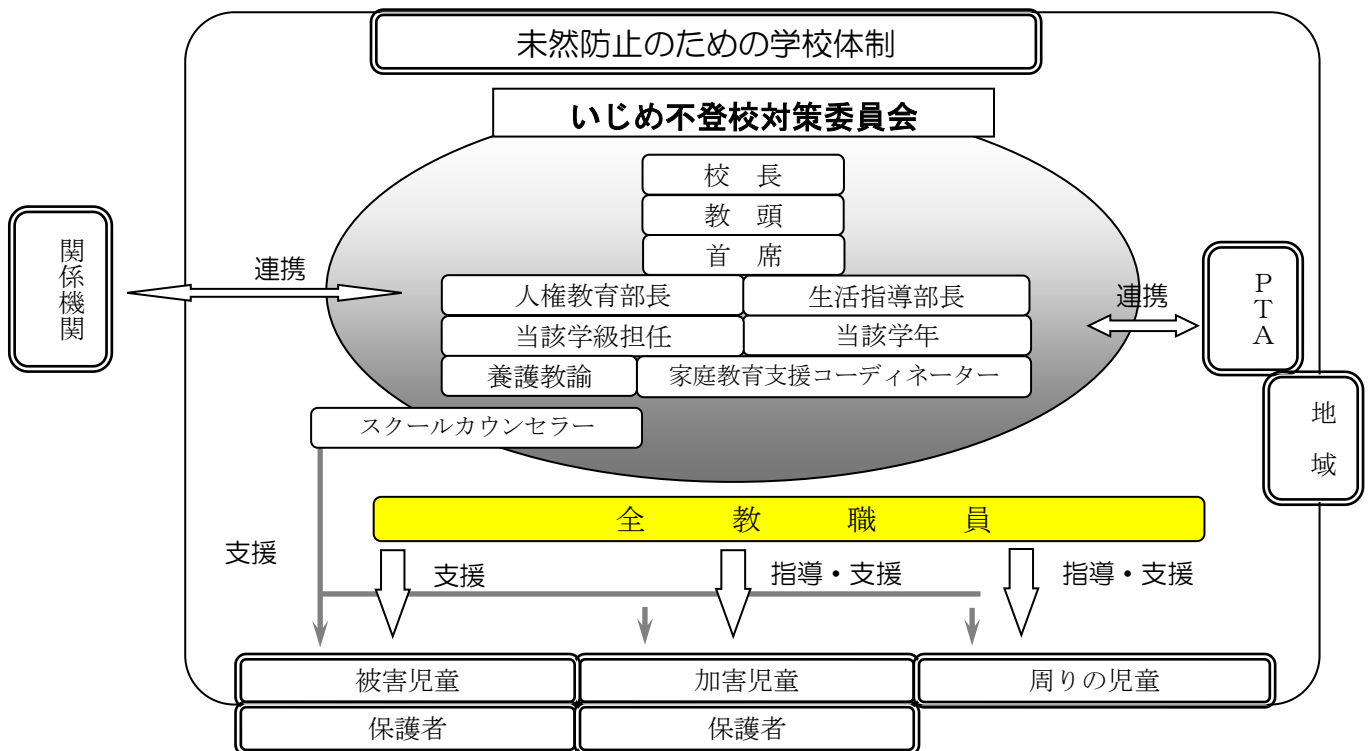 未然防止のための学校体制
いじめ不登校対策委員会
校 長
教 頭
首 席
人権教育部長
生活指導部長
当該学級担任
当該学年
養護教諭
家庭教育支援コーディネーター
スクールカウンセラー
関係機関
連携
連携
PTA
地域
全 教 職 員
支援
支援
指導・支援
指導・支援
被害児童
加害児童
周りの児童
保護者
保護者